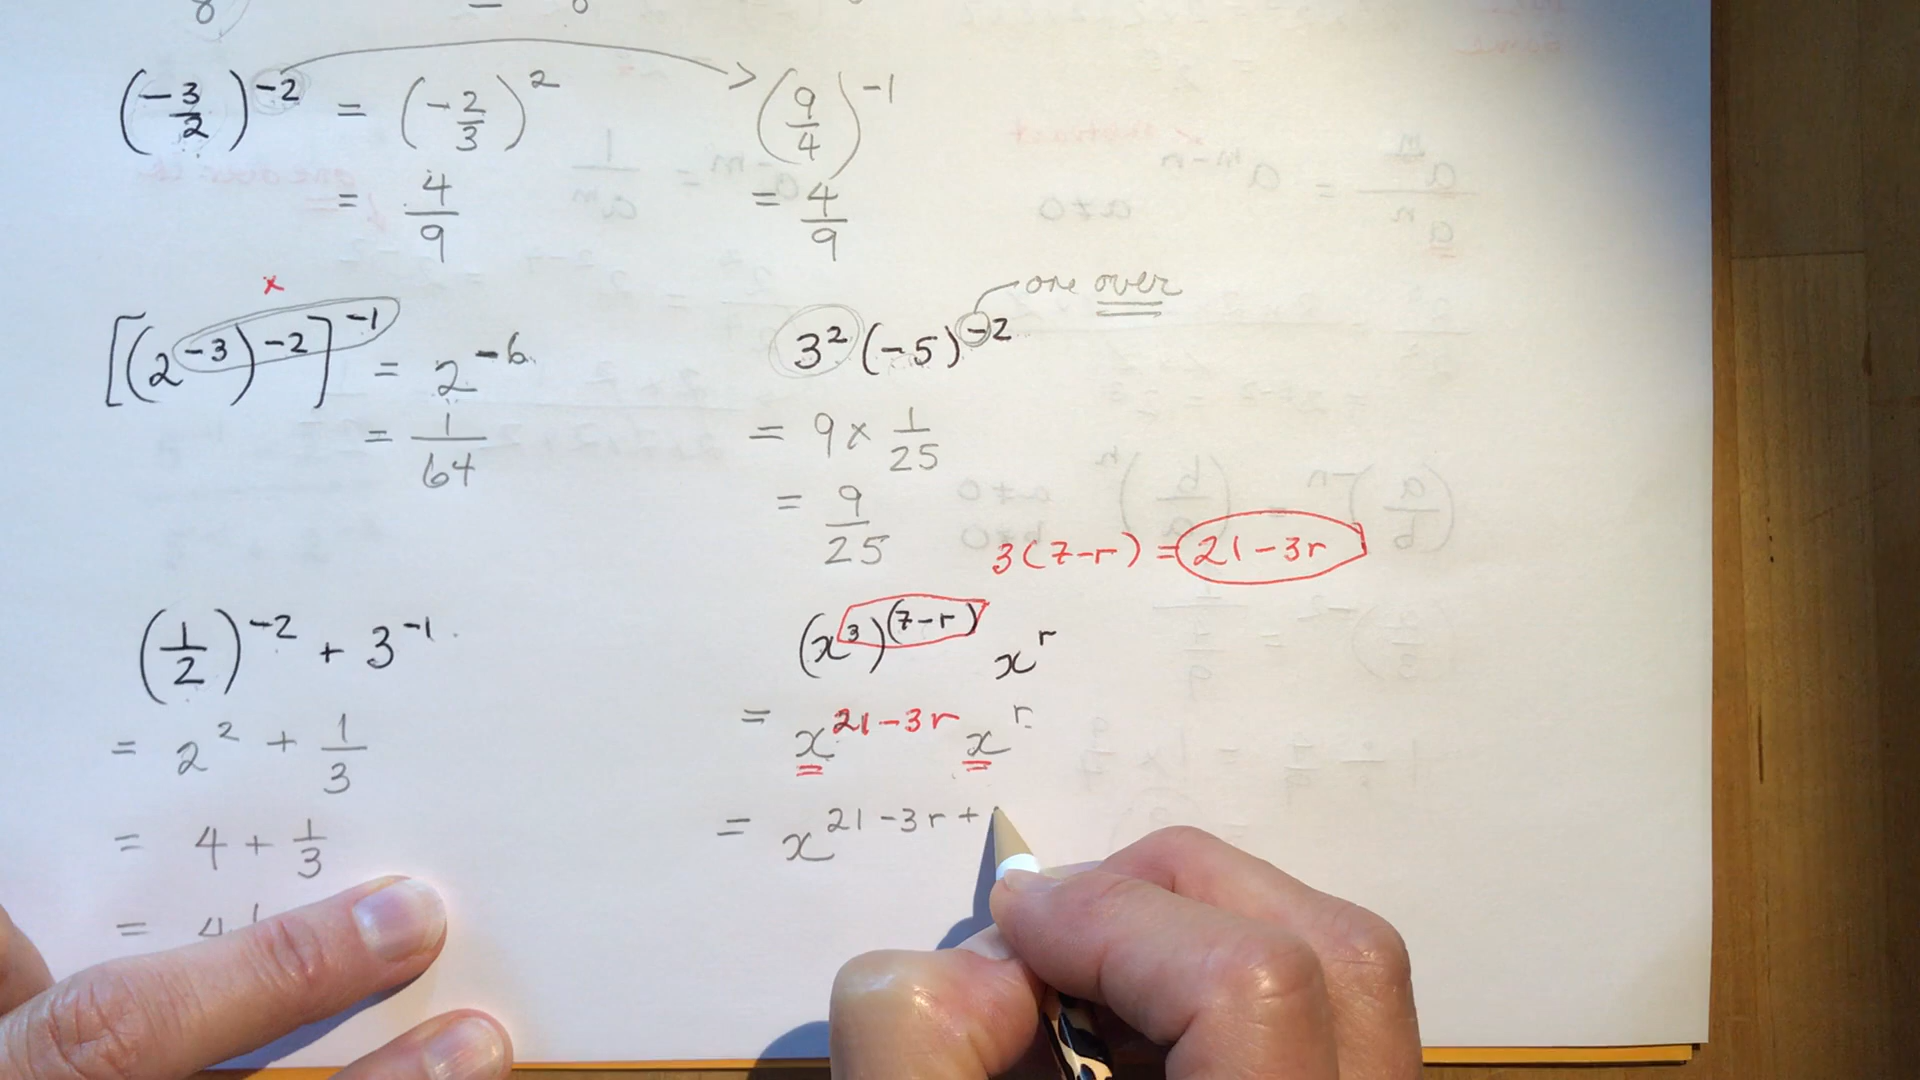 (-3/2)^-2 = (-2/3)^2 (9/4)^-1
= 4/9 = 4/9
x
[(2^-3)^-2]^-1 = 2^-6
= 1/64
one over
3^2 (-5)^-2
= 9 x 1/25
= 9/25
3(7-r) = 21-3r
(1/2)^-2 + 3^-1
= 2^2 + 1/3
= 4 + 1/3
= 4
(x^3)^(7-r) x^r
= x^21-3r x^r
= x^21-3r+